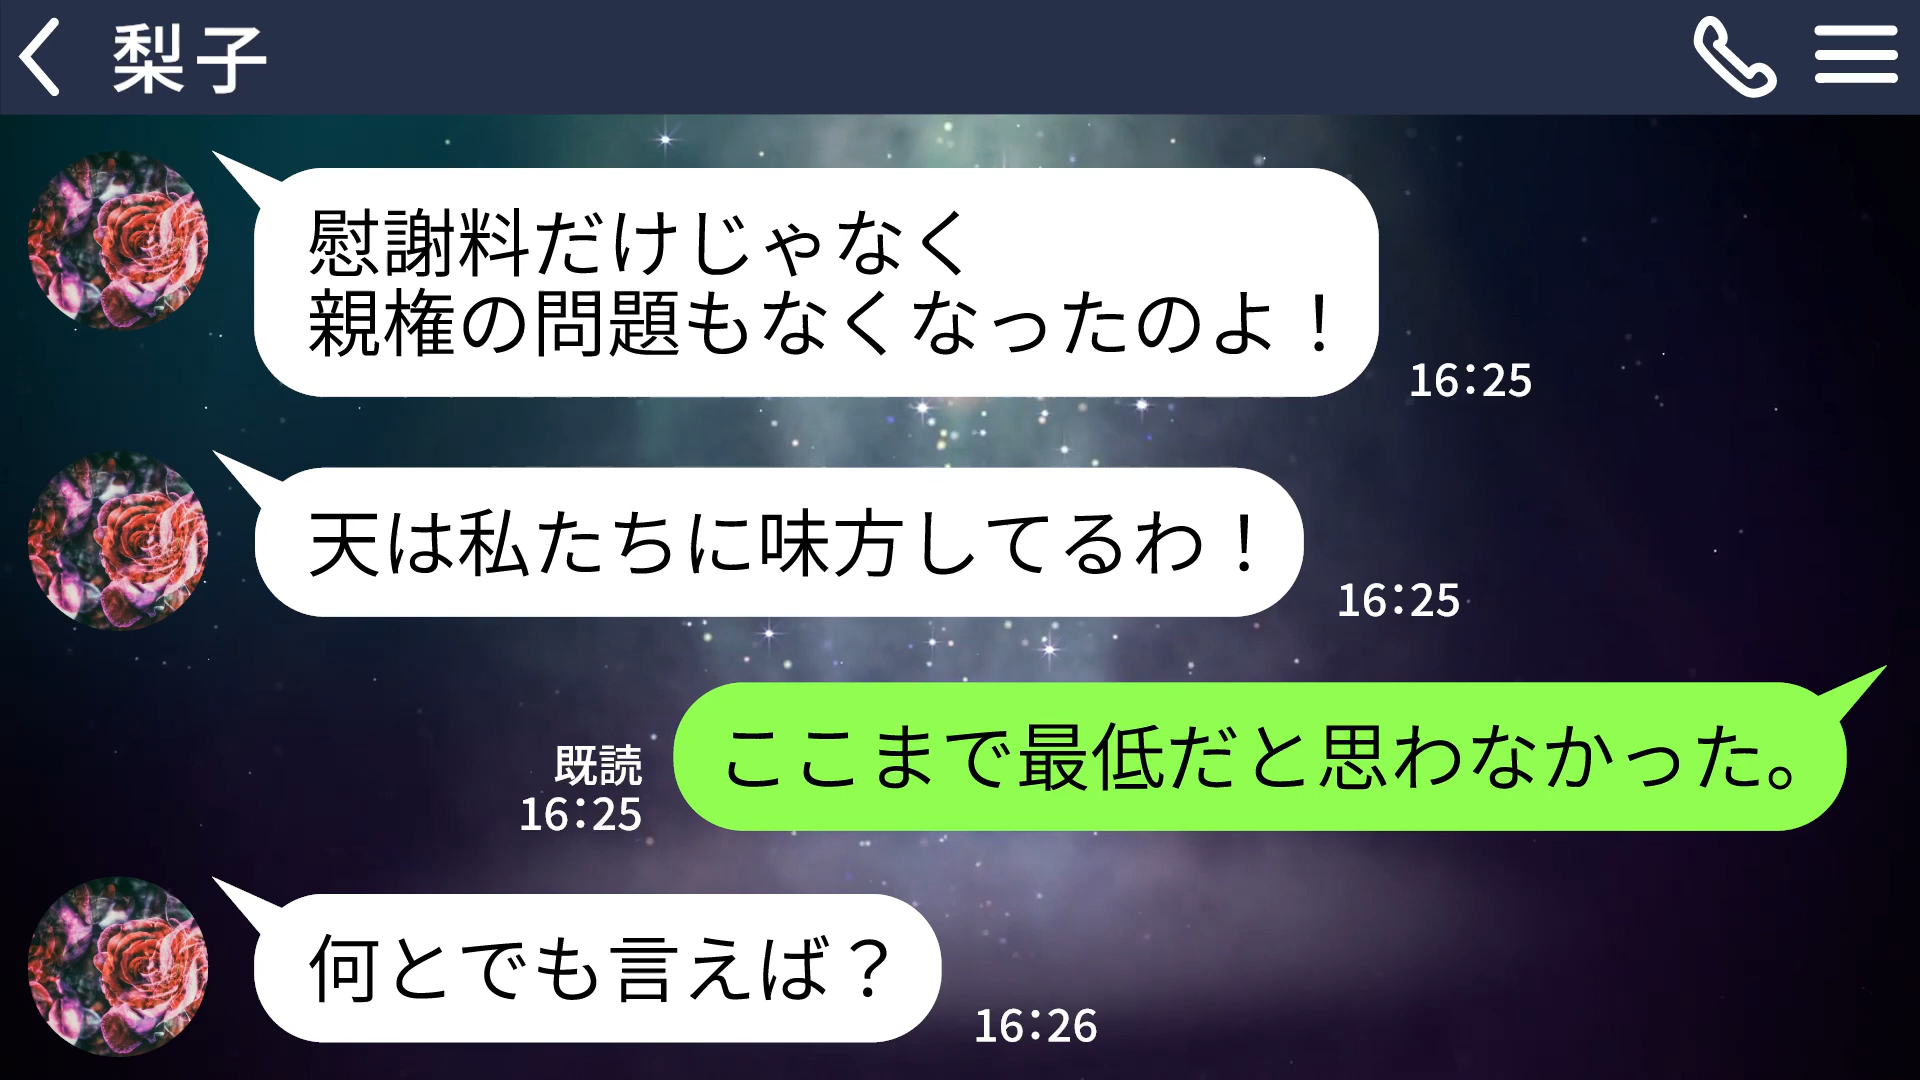 梨子
慰謝料だけじゃなく
親権の問題もなくなったのよ！
16:25
天は私たちに味方してるわ！
16:25
ここまで最低だと思わなかった。
既読
16:25
何とでも言えば？
16:26